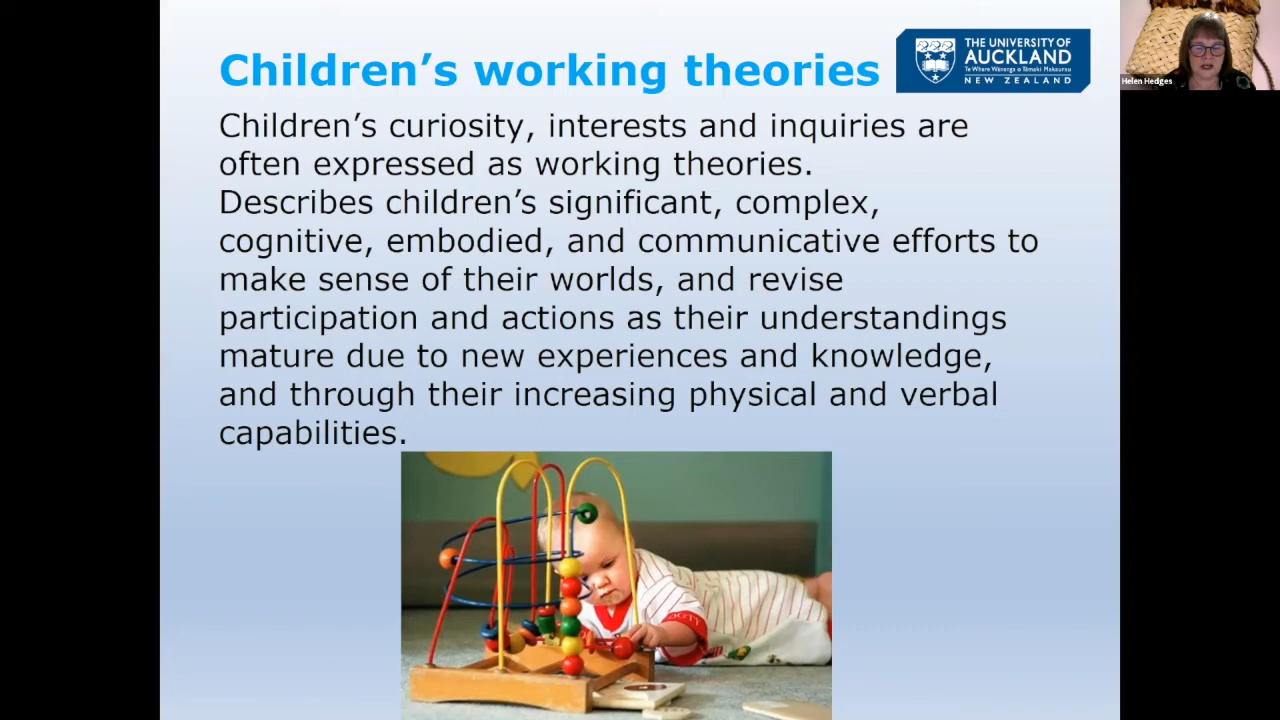 Children’s working theories
THE UNIVERSITY OF
AUCKLAND
Te Whare Wānanga o Tāmaki Makaurau
NEW ZEALAND
Helen Hedges
Children’s curiosity, interests and inquiries are
often expressed as working theories.
Describes children’s significant, complex,
cognitive, embodied, and communicative efforts to
make sense of their worlds, and revise
participation and actions as their understandings
mature due to new experiences and knowledge,
and through their increasing physical and verbal
capabilities.